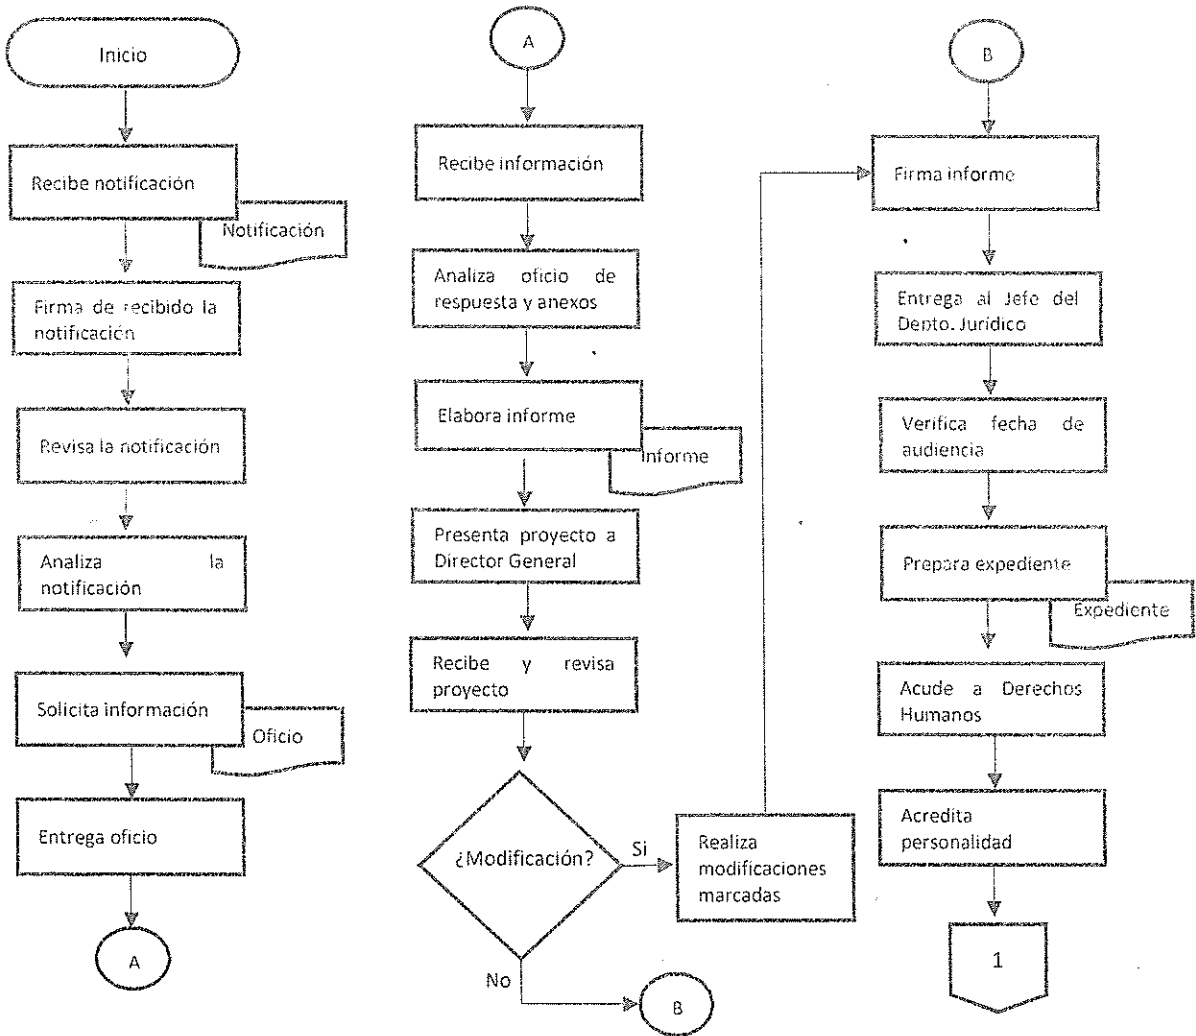 Inicio
Recibe notificación
Notificación
Firma de recibido la
notificación
Revisa la notificación
Analiza la
notificación
Solicita información
Oficio
Entrega oficio
A
A
Recibe información
Analiza oficio de
respuesta y anexos
Elabora informe
Informe
Presenta proyecto a
Director General
Recibe y revisa
proyecto
¿Modificación?
Si
Realiza
modificaciones
marcadas
No
B
B
Firma informe
Entrega al Jefe del
Depto. Jurídico
Verifica fecha de
audiencia
Prepara expediente
Expediente
Acude a Derechos
Humanos
Acredita
personalidad
1